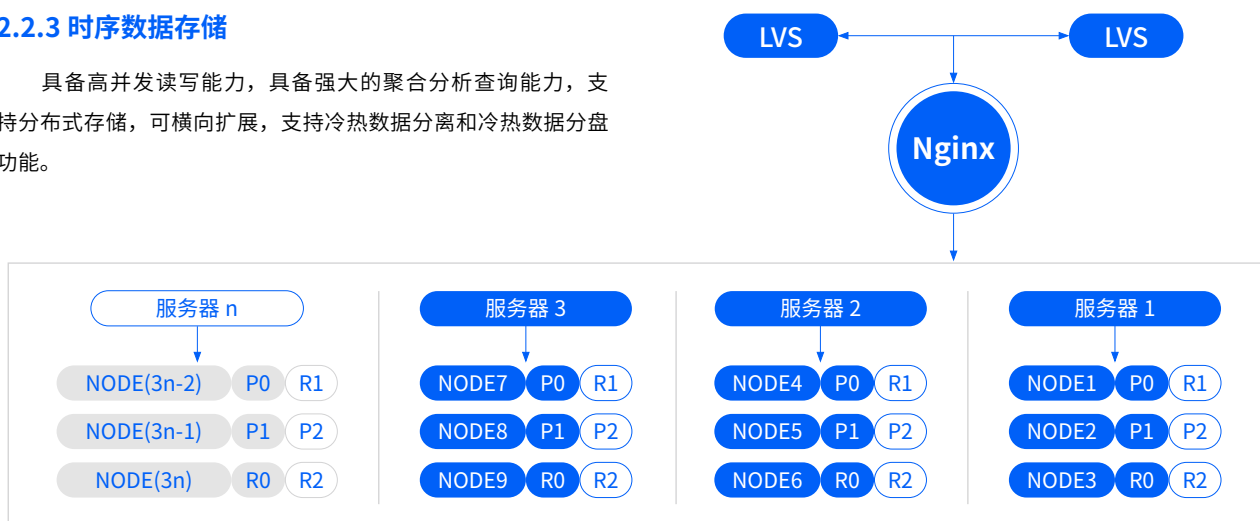 2.2.3 时序数据存储
具备高并发读写能力，具备强大的聚合分析查询能力，支
持分布式存储，可横向扩展，支持冷热数据分离和冷热数据分盘
功能。
LVS LVS
Nginx
服务器 n 服务器 3 服务器 2 服务器 1
NODE(3n-2) P0 R1 NODE7 P0 R1 NODE4 P0 R1 NODE1 P0 R1
NODE(3n-1) P1 P2 NODE8 P1 P2 NODE5 P1 P2 NODE2 P1 P2
NODE(3n) R0 R2 NODE9 R0 R2 NODE6 R0 R2 NODE3 R0 R2